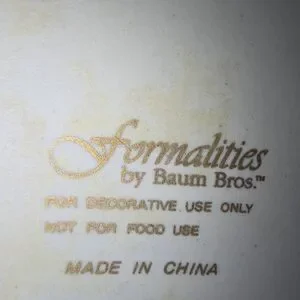 Formalities
by Baum Bros.™
FOR DECORATIVE USE ONLY
NOT FOR FOOD USE
MADE IN CHINA